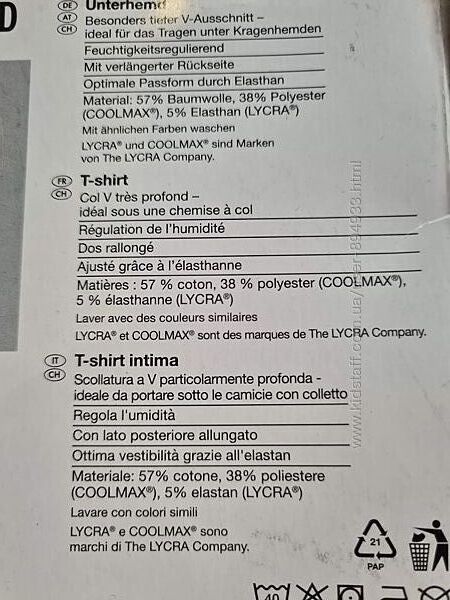 D
DE Unterhemd
AT Besonders tiefer V-Ausschnitt –
CH ideal für das Tragen unter Kragenhemden
Feuchtigkeitsregulierend
Mit verlängerter Rückseite
Optimale Passform durch Elasthan
Material: 57% Baumwolle, 38% Polyester
(COOLMAX®), 5% Elasthan (LYCRA®)
Mit ähnlichen Farben waschen
LYCRA® und COOLMAX® sind Marken
von The LYCRA Company.
FR T-shirt
CH Col V très profond –
idéal sous une chemise à col
Régulation de l'humidité
Dos rallongé
Ajusté grâce à l'élasthanne
Matières : 57 % coton, 38 % polyester (COOLMAX®),
5 % élasthanne (LYCRA®)
Laver avec des couleurs similaires
LYCRA® et COOLMAX® sont des marques de The LYCRA Company.
IT T-shirt intima
CH Scollatura a V particolarmente profonda -
ideale da portare sotto le camicie con colletto
Regola l'umidità
Con lato posteriore allungato
Ottima vestibilità grazie all'elastan
Materiale: 57% cotone, 38% poliestere
(COOLMAX®), 5% elastan (LYCRA®)
Lavare con colori simili
LYCRA® e COOLMAX® sono
marchi di The LYCRA Company.
21
PAP
40